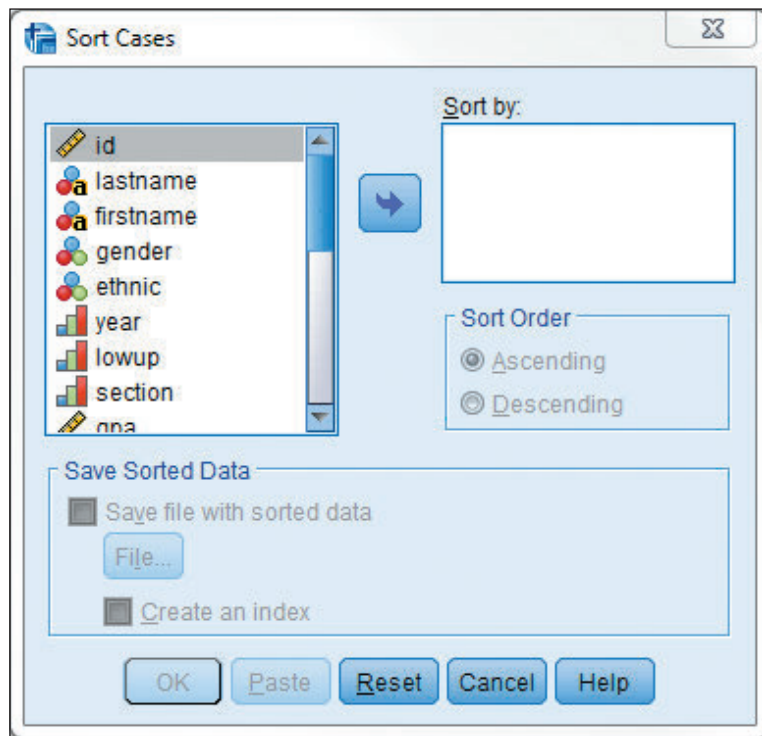 Sort Cases
Sort by:
id
lastname
firstname
gender
ethnic
year
lowup
section
gpa
Sort Order
Ascending
Descending
Save Sorted Data
Save file with sorted data
File...
Create an index
OK Paste Reset Cancel Help